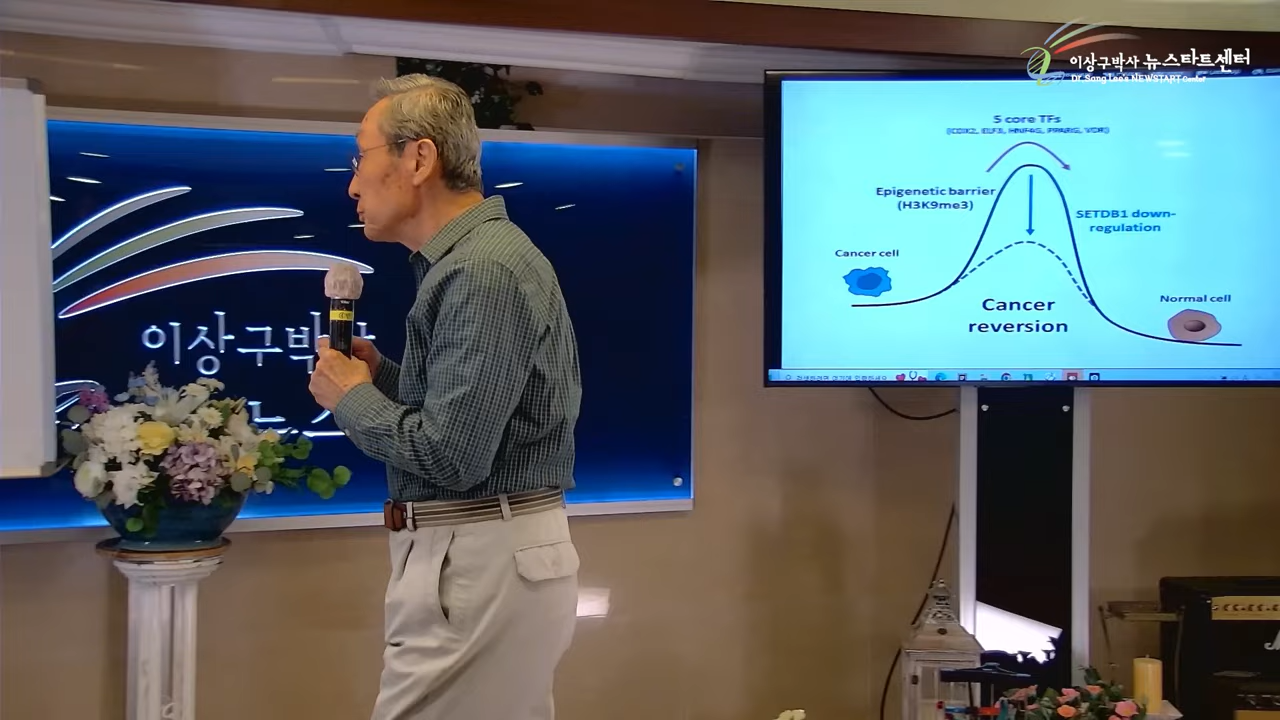 이상구박사 뉴스타트센터
Dr. Sang Lee's NEWSTART Center
5 core TFs
(CDX2, ELF3, HNF4G, PPARG, VDR)
Epigenetic barrier
(H3K9me3)
SETDB1 down-
regulation
Cancer cell
Normal cell
Cancer
reversion
이상구박사
뉴스